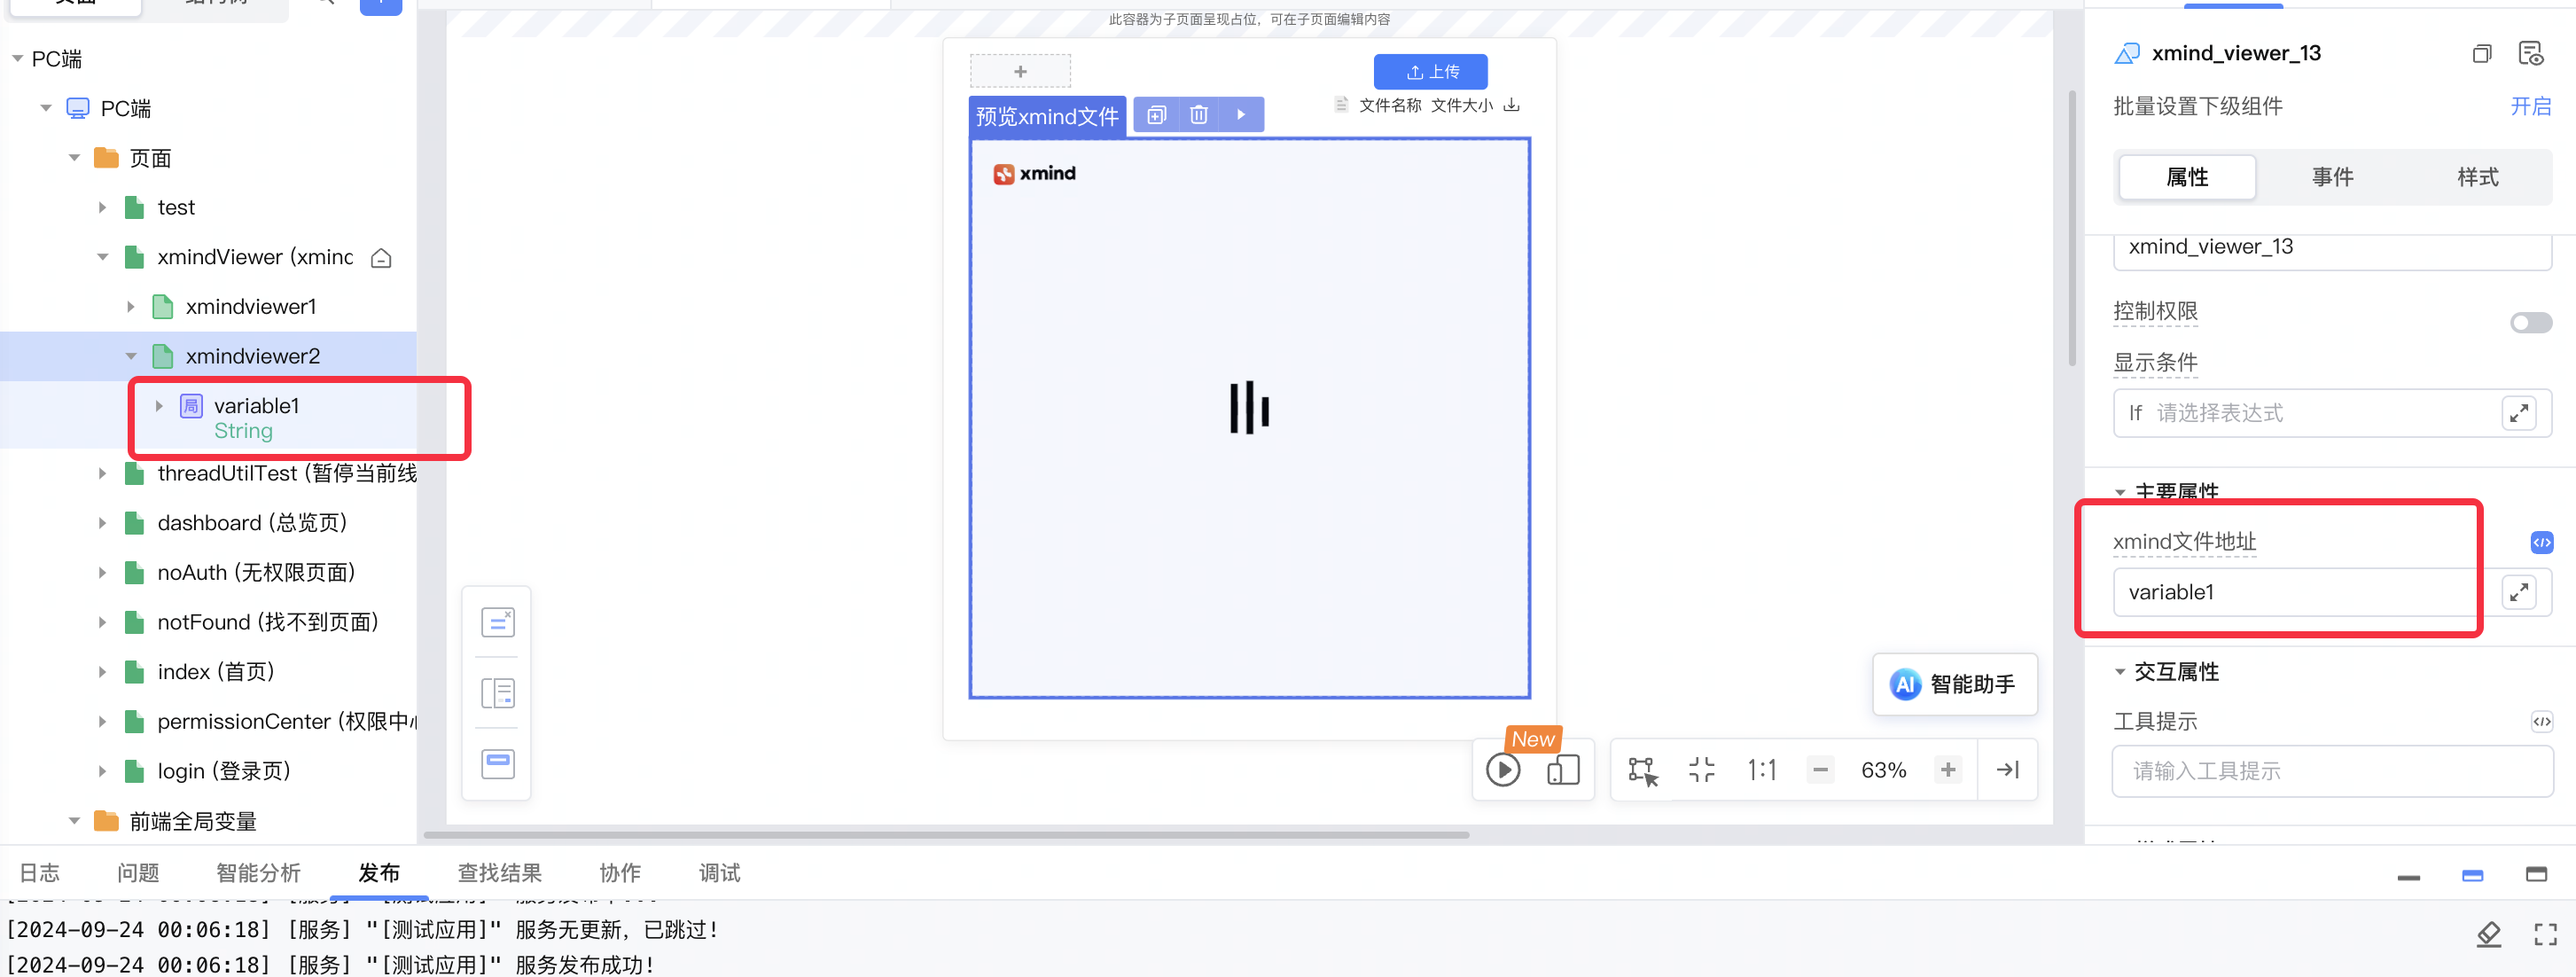 页面
结构树
PC端
PC端
页面
test
xmindViewer (xminc
xmindviewer1
xmindviewer2
局 variable1
String
threadUtilTest (暂停当前线
dashboard (总览页)
noAuth (无权限页面)
notFound (找不到页面)
index (首页)
permissionCenter (权限中心
login (登录页)
前端全局变量
此容器为子页面呈现占位，可在子页面编辑内容
上传
预览xmind文件
文件名称 文件大小
xmind
AI 智能助手
New
1:1
63%
xmind_viewer_13
批量设置下级组件 开启
属性 事件 样式
xmind_viewer_13
控制权限
显示条件
If 请选择表达式
主要属性
xmind文件地址
variable1
交互属性
工具提示
请输入工具提示
日志 问题 智能分析 发布 查找结果 协作 调试
[2024-09-24 00:06:18] [服务] "[测试应用]" 服务无更新，已跳过！
[2024-09-24 00:06:18] [服务] "[测试应用]" 服务发布成功！